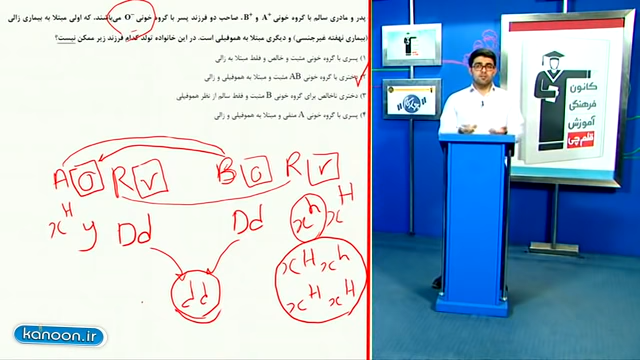 پدر و مادری سالم با گروه خونی A⁺ و B⁺، صاحب دو فرزند پسر با گروه خونی O⁻ می‌باشند، که اولی مبتلا به بیماری زالی
(بیماری نهفته غیرجنسی) و دیگری مبتلا به هموفیلی است. در این خانواده تولد کدام فرزند زیر ممکن نیست؟
۱) پسری با گروه خونی مثبت و خالص و فقط مبتلا به زالی
۲) دختری با گروه خونی AB مثبت و مبتلا به هموفیلی و زالی
۳) دختری ناخالص برای گروه خونی B مثبت و فقط سالم از نظر هموفیلی
۴) پسری با گروه خونی A منفی و مبتلا به هموفیلی و زالی
A o R r B o R r
x^H y Dd Dd x^h x^H
x^H x^h
dd x^H x^H
kanoon.ir
کانون
فرهنگی
آموزش
قلم‌چی